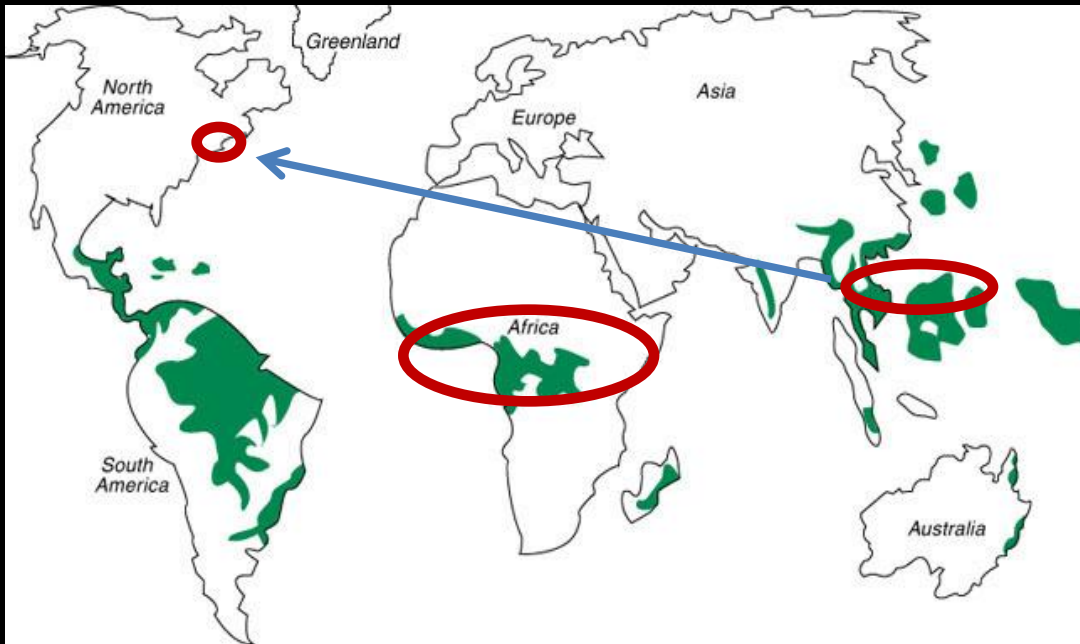 Greenland
North
America
Asia
Europe
Africa
South
America
Australia